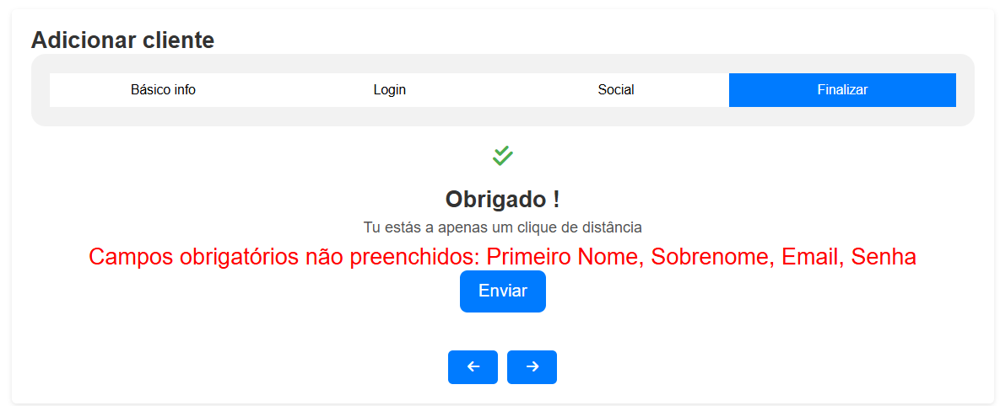 Adicionar cliente
Básico info
Login
Social
Finalizar
Obrigado !
Tu estás a apenas um clique de distância
Campos obrigatórios não preenchidos: Primeiro Nome, Sobrenome, Email, Senha
Enviar